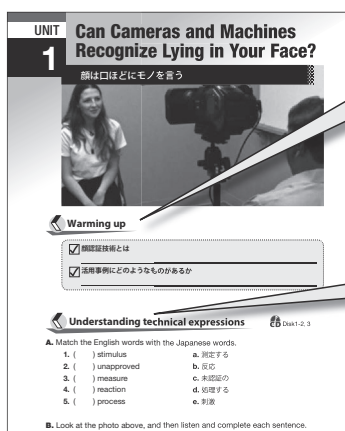 UNIT
1
Can Cameras and Machines
Recognize Lying in Your Face?
顔は口ほどにモノを言う
Warming up
顔認証技術とは
活用事例にどのようなものがあるか
Understanding technical expressions
CD Disk1-2, 3
A. Match the English words with the Japanese words.
1. ( ) stimulus a. 測定する
2. ( ) unapproved b. 反応
3. ( ) measure c. 未認証の
4. ( ) reaction d. 処理する
5. ( ) process e. 刺激
B. Look at the photo above, and then listen and complete each sentence.